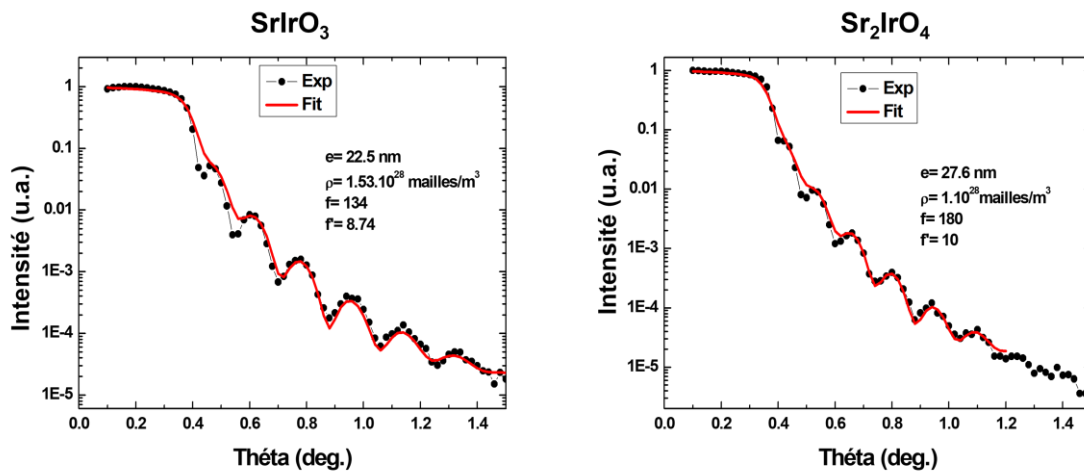 SrIrO₃
Intensité (u.a.)
1
0.1
0.01
1E-3
1E-4
1E-5
Exp
Fit
e= 22.5 nm
ρ= 1.53.10²⁸ mailles/m³
f= 134
f'= 8.74
0.0 0.2 0.4 0.6 0.8 1.0 1.2 1.4
Théta (deg.)
Sr₂IrO₄
Intensité (u.a.)
1
0.1
0.01
1E-3
1E-4
1E-5
Exp
Fit
e= 27.6 nm
ρ= 1.10²⁸mailles/m³
f= 180
f'= 10
0.0 0.2 0.4 0.6 0.8 1.0 1.2 1.4
Théta (deg.)